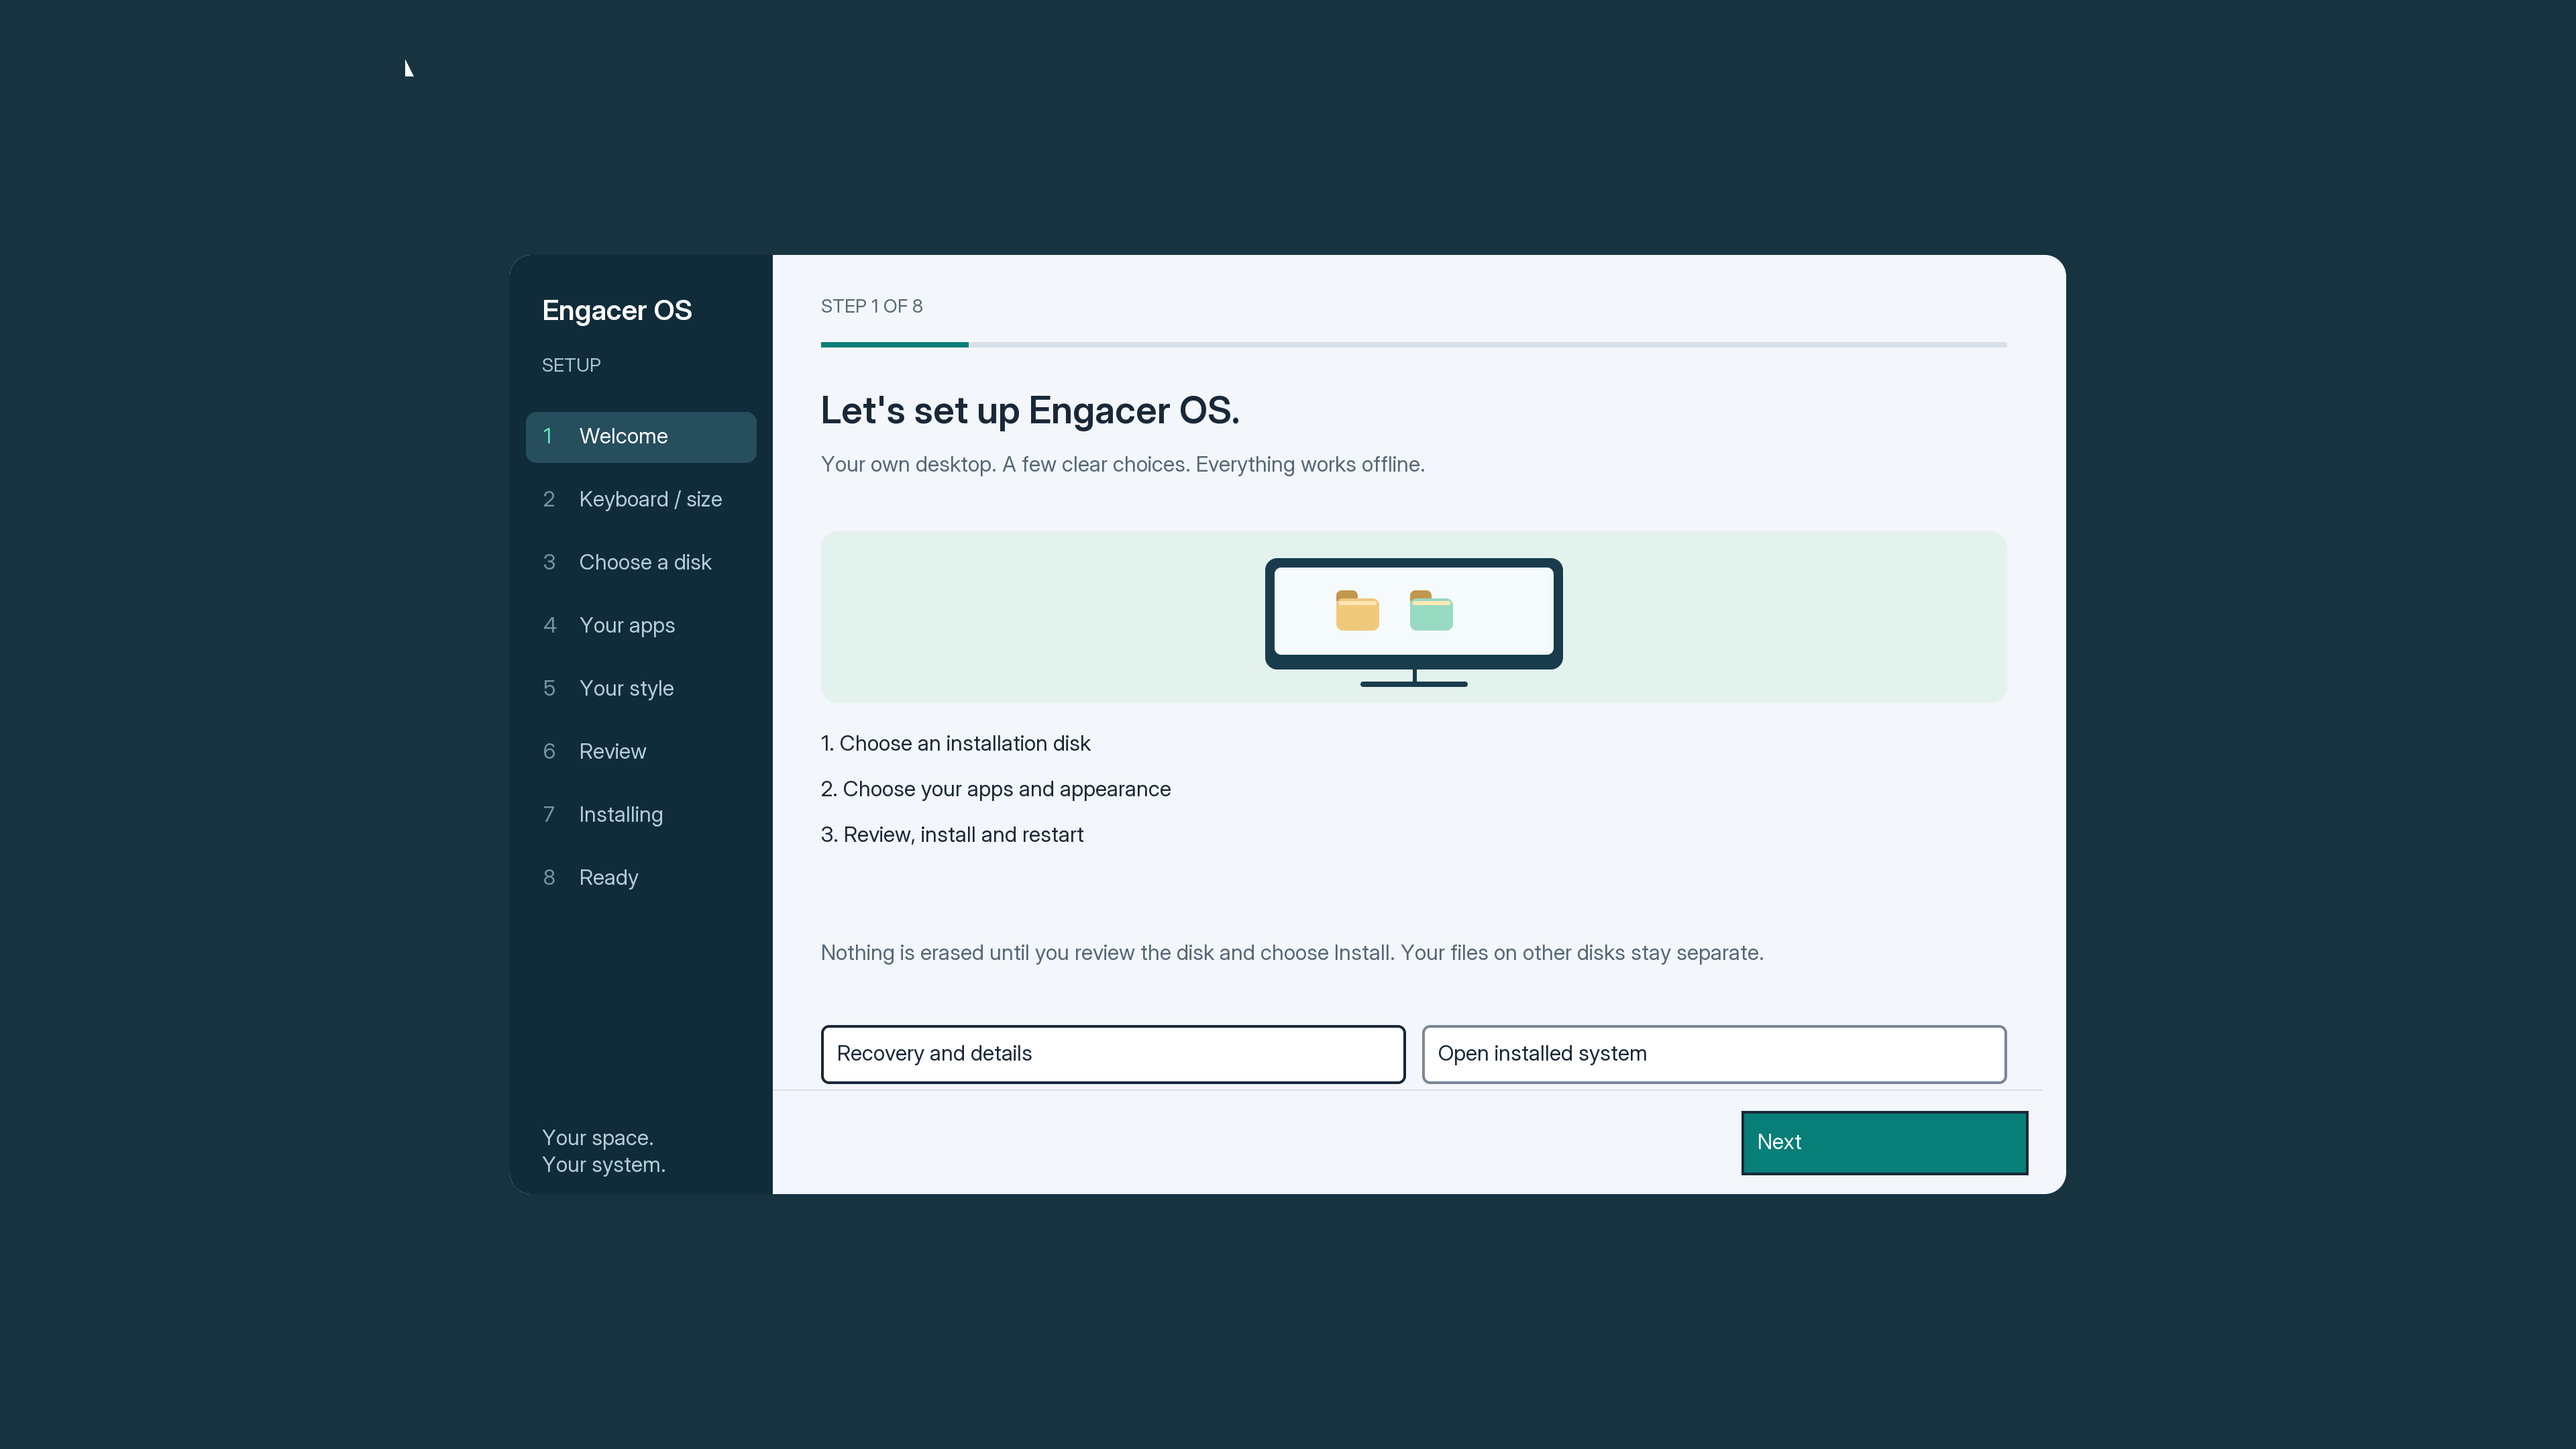 Engacer OS
SETUP
1 Welcome
2 Keyboard / size
3 Choose a disk
4 Your apps
5 Your style
6 Review
7 Installing
8 Ready
Your space.
Your system.
STEP 1 OF 8
Let's set up Engacer OS.
Your own desktop. A few clear choices. Everything works offline.
1. Choose an installation disk
2. Choose your apps and appearance
3. Review, install and restart
Nothing is erased until you review the disk and choose Install. Your files on other disks stay separate.
Recovery and details
Open installed system
Next